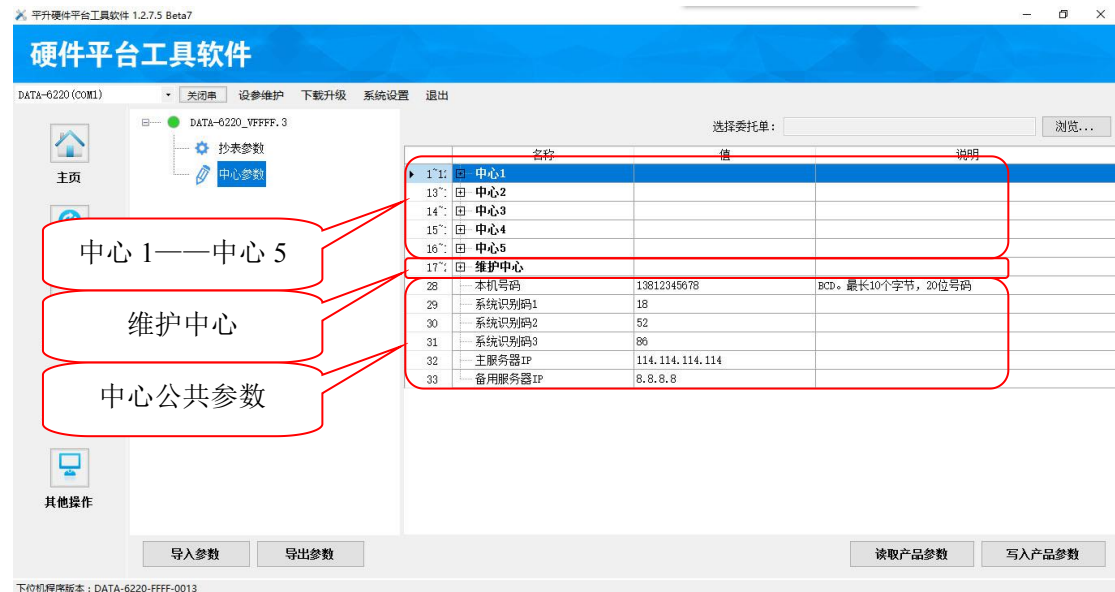 平升硬件平台工具软件 1.2.7.5 Beta7
硬件平台工具软件
DATA-6220(COM1) 关闭串 设参维护 下载升级 系统设置 退出
DATA-6220_VFFFF.3
抄表参数
中心参数
选择委托单： 浏览...
主页
名称 值 说明
1~1 中心1
13~ 中心2
14~ 中心3
15~ 中心4
16~ 中心5
17~ 维护中心
28 本机号码 13812345678 BCD。最长10个字节，20位号码
29 系统识别码1 18
30 系统识别码2 52
31 系统识别码3 86
32 主服务器IP 114.114.114.114
33 备用服务器IP 8.8.8.8
中心 1——中心 5
维护中心
中心公共参数
其他操作
导入参数 导出参数 读取产品参数 写入产品参数
下位机程序版本：DATA-6220-FFFF-0013